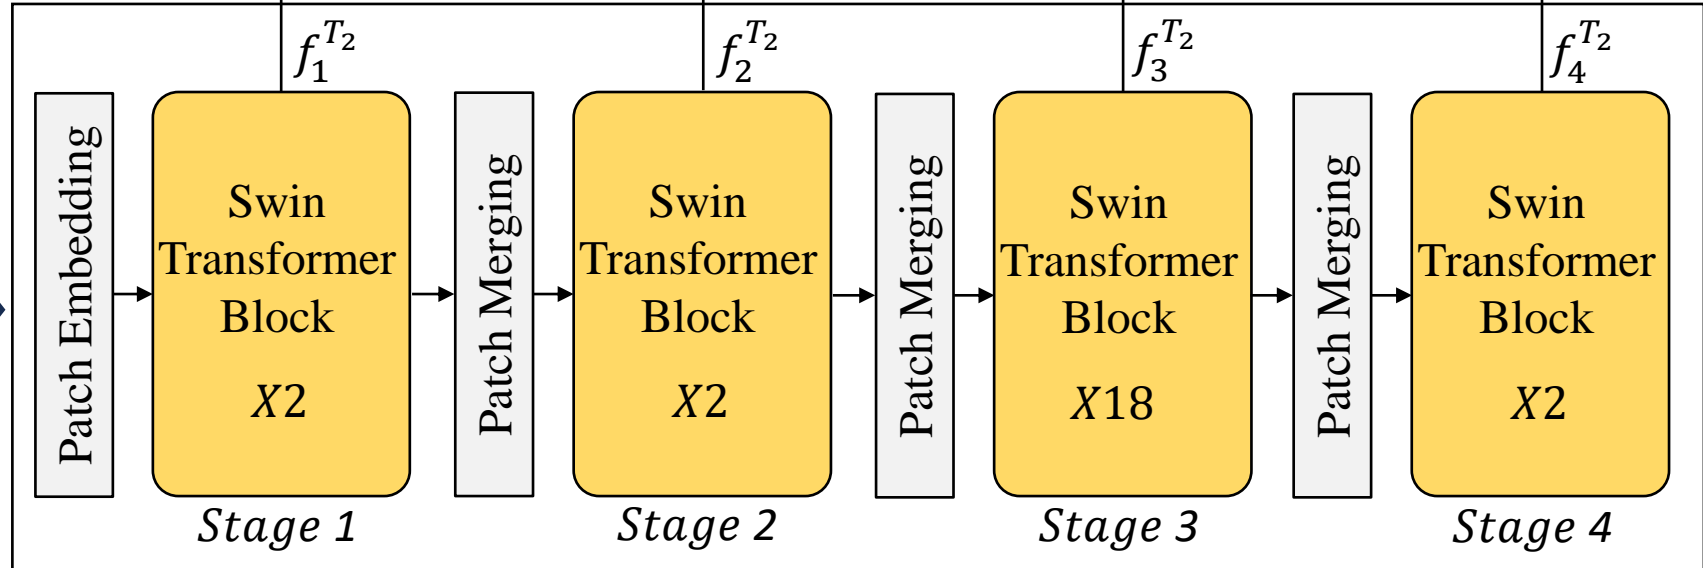 f_1^{T_2}
f_2^{T_2}
f_3^{T_2}
f_4^{T_2}
Patch Embedding
Swin
Transformer
Block
X2
Patch Merging
Swin
Transformer
Block
X2
Patch Merging
Swin
Transformer
Block
X18
Patch Merging
Swin
Transformer
Block
X2
Stage 1
Stage 2
Stage 3
Stage 4